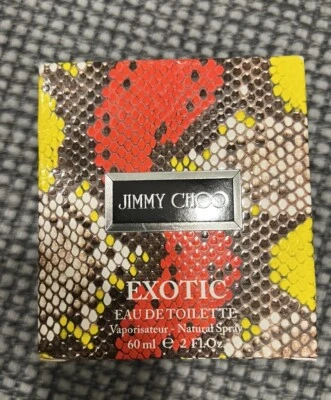 JIMMY CHOO
EXOTIC
EAU DE TOILETTE
Vaporisateur - Natural Spray
60 ml ℮ 2 Fl.Oz.